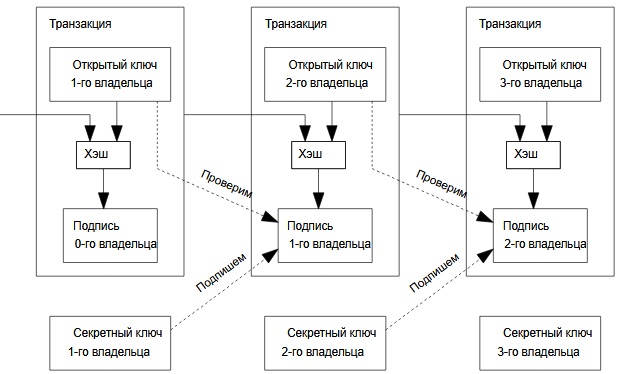 Транзакция
Открытый ключ
1-го владельца
Хэш
Подпись
0-го владельца
Транзакция
Открытый ключ
2-го владельца
Хэш
Проверим
Подпись
1-го владельца
Подпишем
Транзакция
Открытый ключ
3-го владельца
Хэш
Проверим
Подпись
2-го владельца
Подпишем
Секретный ключ
1-го владельца
Секретный ключ
2-го владельца
Секретный ключ
3-го владельца